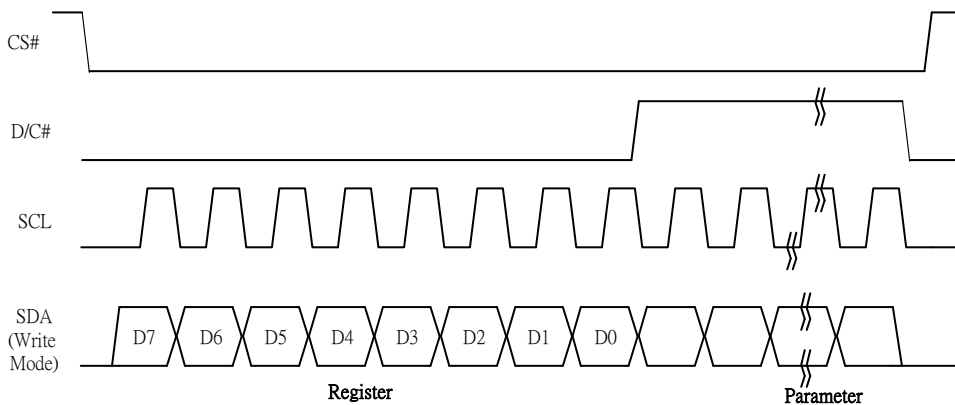 CS#
D/C#
SCL
SDA
(Write
Mode)
D7 D6 D5 D4 D3 D2 D1 D0
Register
Parameter